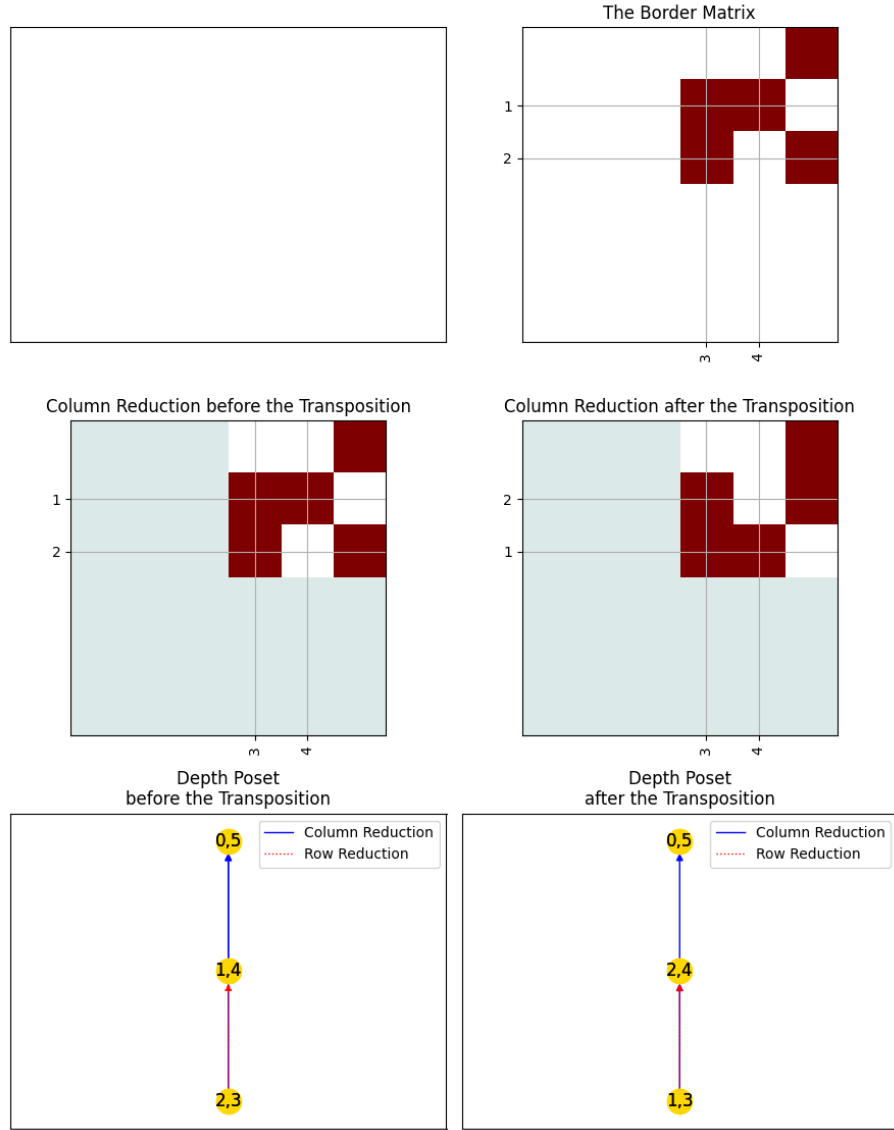 The Border Matrix
1
2
3
4
Column Reduction before the Transposition
1
2
3
4
Column Reduction after the Transposition
2
1
3
4
Depth Poset
before the Transposition
0,5
1,4
2,3
Column Reduction
Row Reduction
Depth Poset
after the Transposition
0,5
2,4
1,3
Column Reduction
Row Reduction